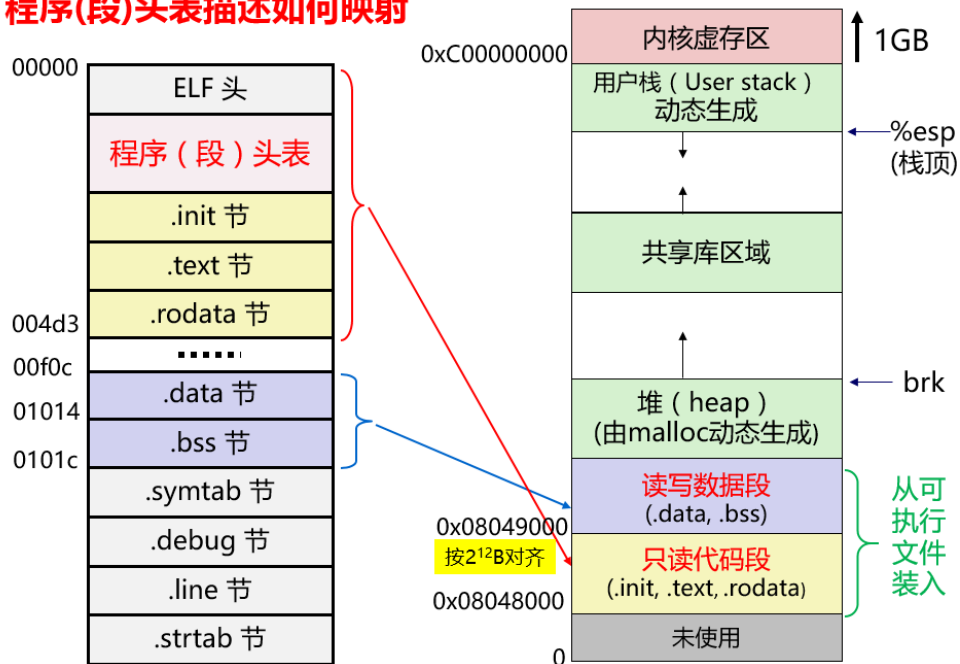 程序(段)头表描述如何映射
00000
ELF 头
程序（段）头表
.init 节
.text 节
.rodata 节
004d3
......
00f0c
.data 节
01014
.bss 节
0101c
.symtab 节
.debug 节
.line 节
.strtab 节
0xC00000000
内核虚存区
1GB
用户栈（User stack）
动态生成
%esp
(栈顶)
共享库区域
brk
堆（heap）
(由malloc动态生成)
读写数据段
(.data, .bss)
0x08049000
按2¹²B对齐
只读代码段
(.init, .text, .rodata)
0x08048000
未使用
0
从可
执行
文件
装入